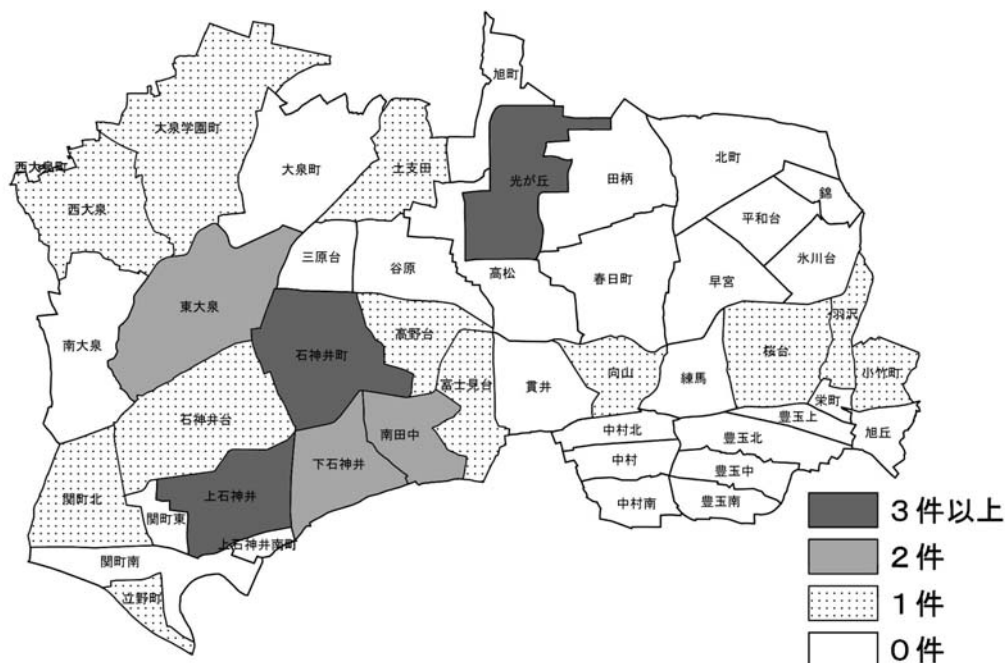 旭町
大泉学園町
北町
西大泉町
大泉町
土支田
光が丘
田柄
錦
西大泉
平和台
三原台
谷原
高松
春日町
早宮
氷川台
東大泉
羽沢
南大泉
高野台
石神井町
桜台
向山
練馬
小竹町
富士見台
貫井
栄町
石神井台
豊玉上
中村北
旭丘
南田中
豊玉北
下石神井
中村
豊玉中
上石神井
関町北
中村南
豊玉南
関町東
上石神井南町
関町南
立野町
3件以上
2件
1件
0件